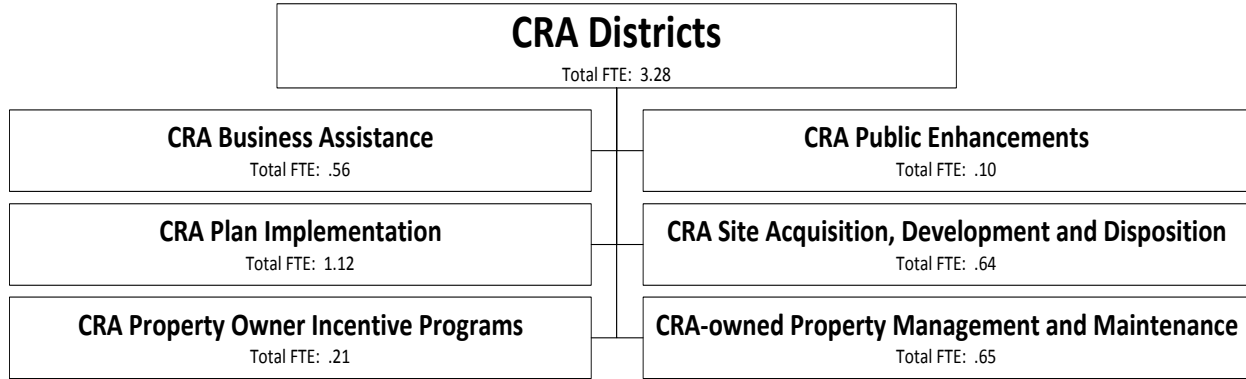 CRA Districts
Total FTE: 3.28
CRA Business Assistance
Total FTE: .56
CRA Public Enhancements
Total FTE: .10
CRA Plan Implementation
Total FTE: 1.12
CRA Site Acquisition, Development and Disposition
Total FTE: .64
CRA Property Owner Incentive Programs
Total FTE: .21
CRA-owned Property Management and Maintenance
Total FTE: .65